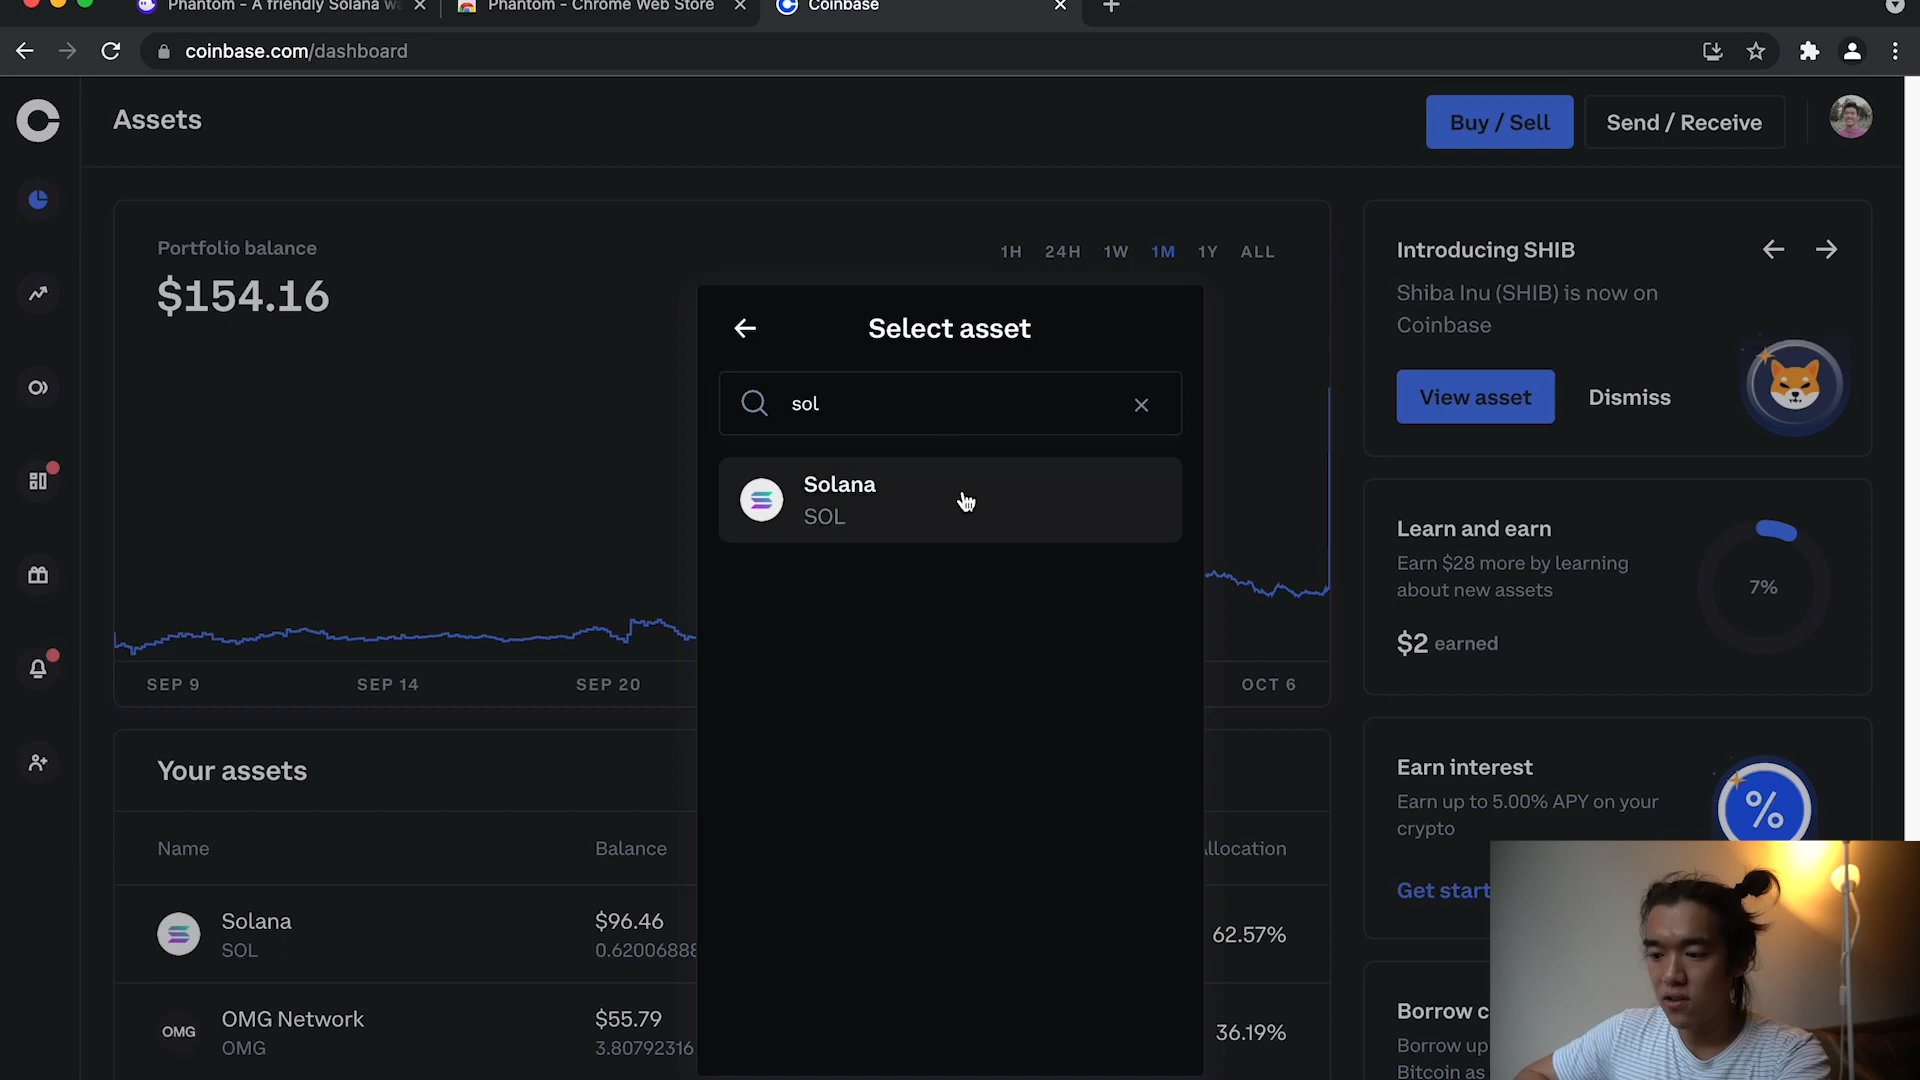 Phantom - A friendly Solana wa
Phantom - Chrome Web Store
Coinbase
coinbase.com/dashboard
Assets
Buy / Sell
Send / Receive
Portfolio balance
$154.16
1H 24H 1W 1M 1Y ALL
SEP 9
SEP 14
SEP 20
OCT 6
Select asset
sol
Solana
SOL
Introducing SHIB
Shiba Inu (SHIB) is now on
Coinbase
View asset
Dismiss
Learn and earn
Earn $28 more by learning
about new assets
$2 earned
7%
Earn interest
Earn up to 5.00% APY on your
crypto
%
Get start
Borrow c
Borrow up
Bitcoin as
Your assets
Name
Balance
llocation
Solana
SOL
$96.46
0.6200688
62.57%
OMG
OMG Network
OMG
$55.79
3.80792316
36.19%